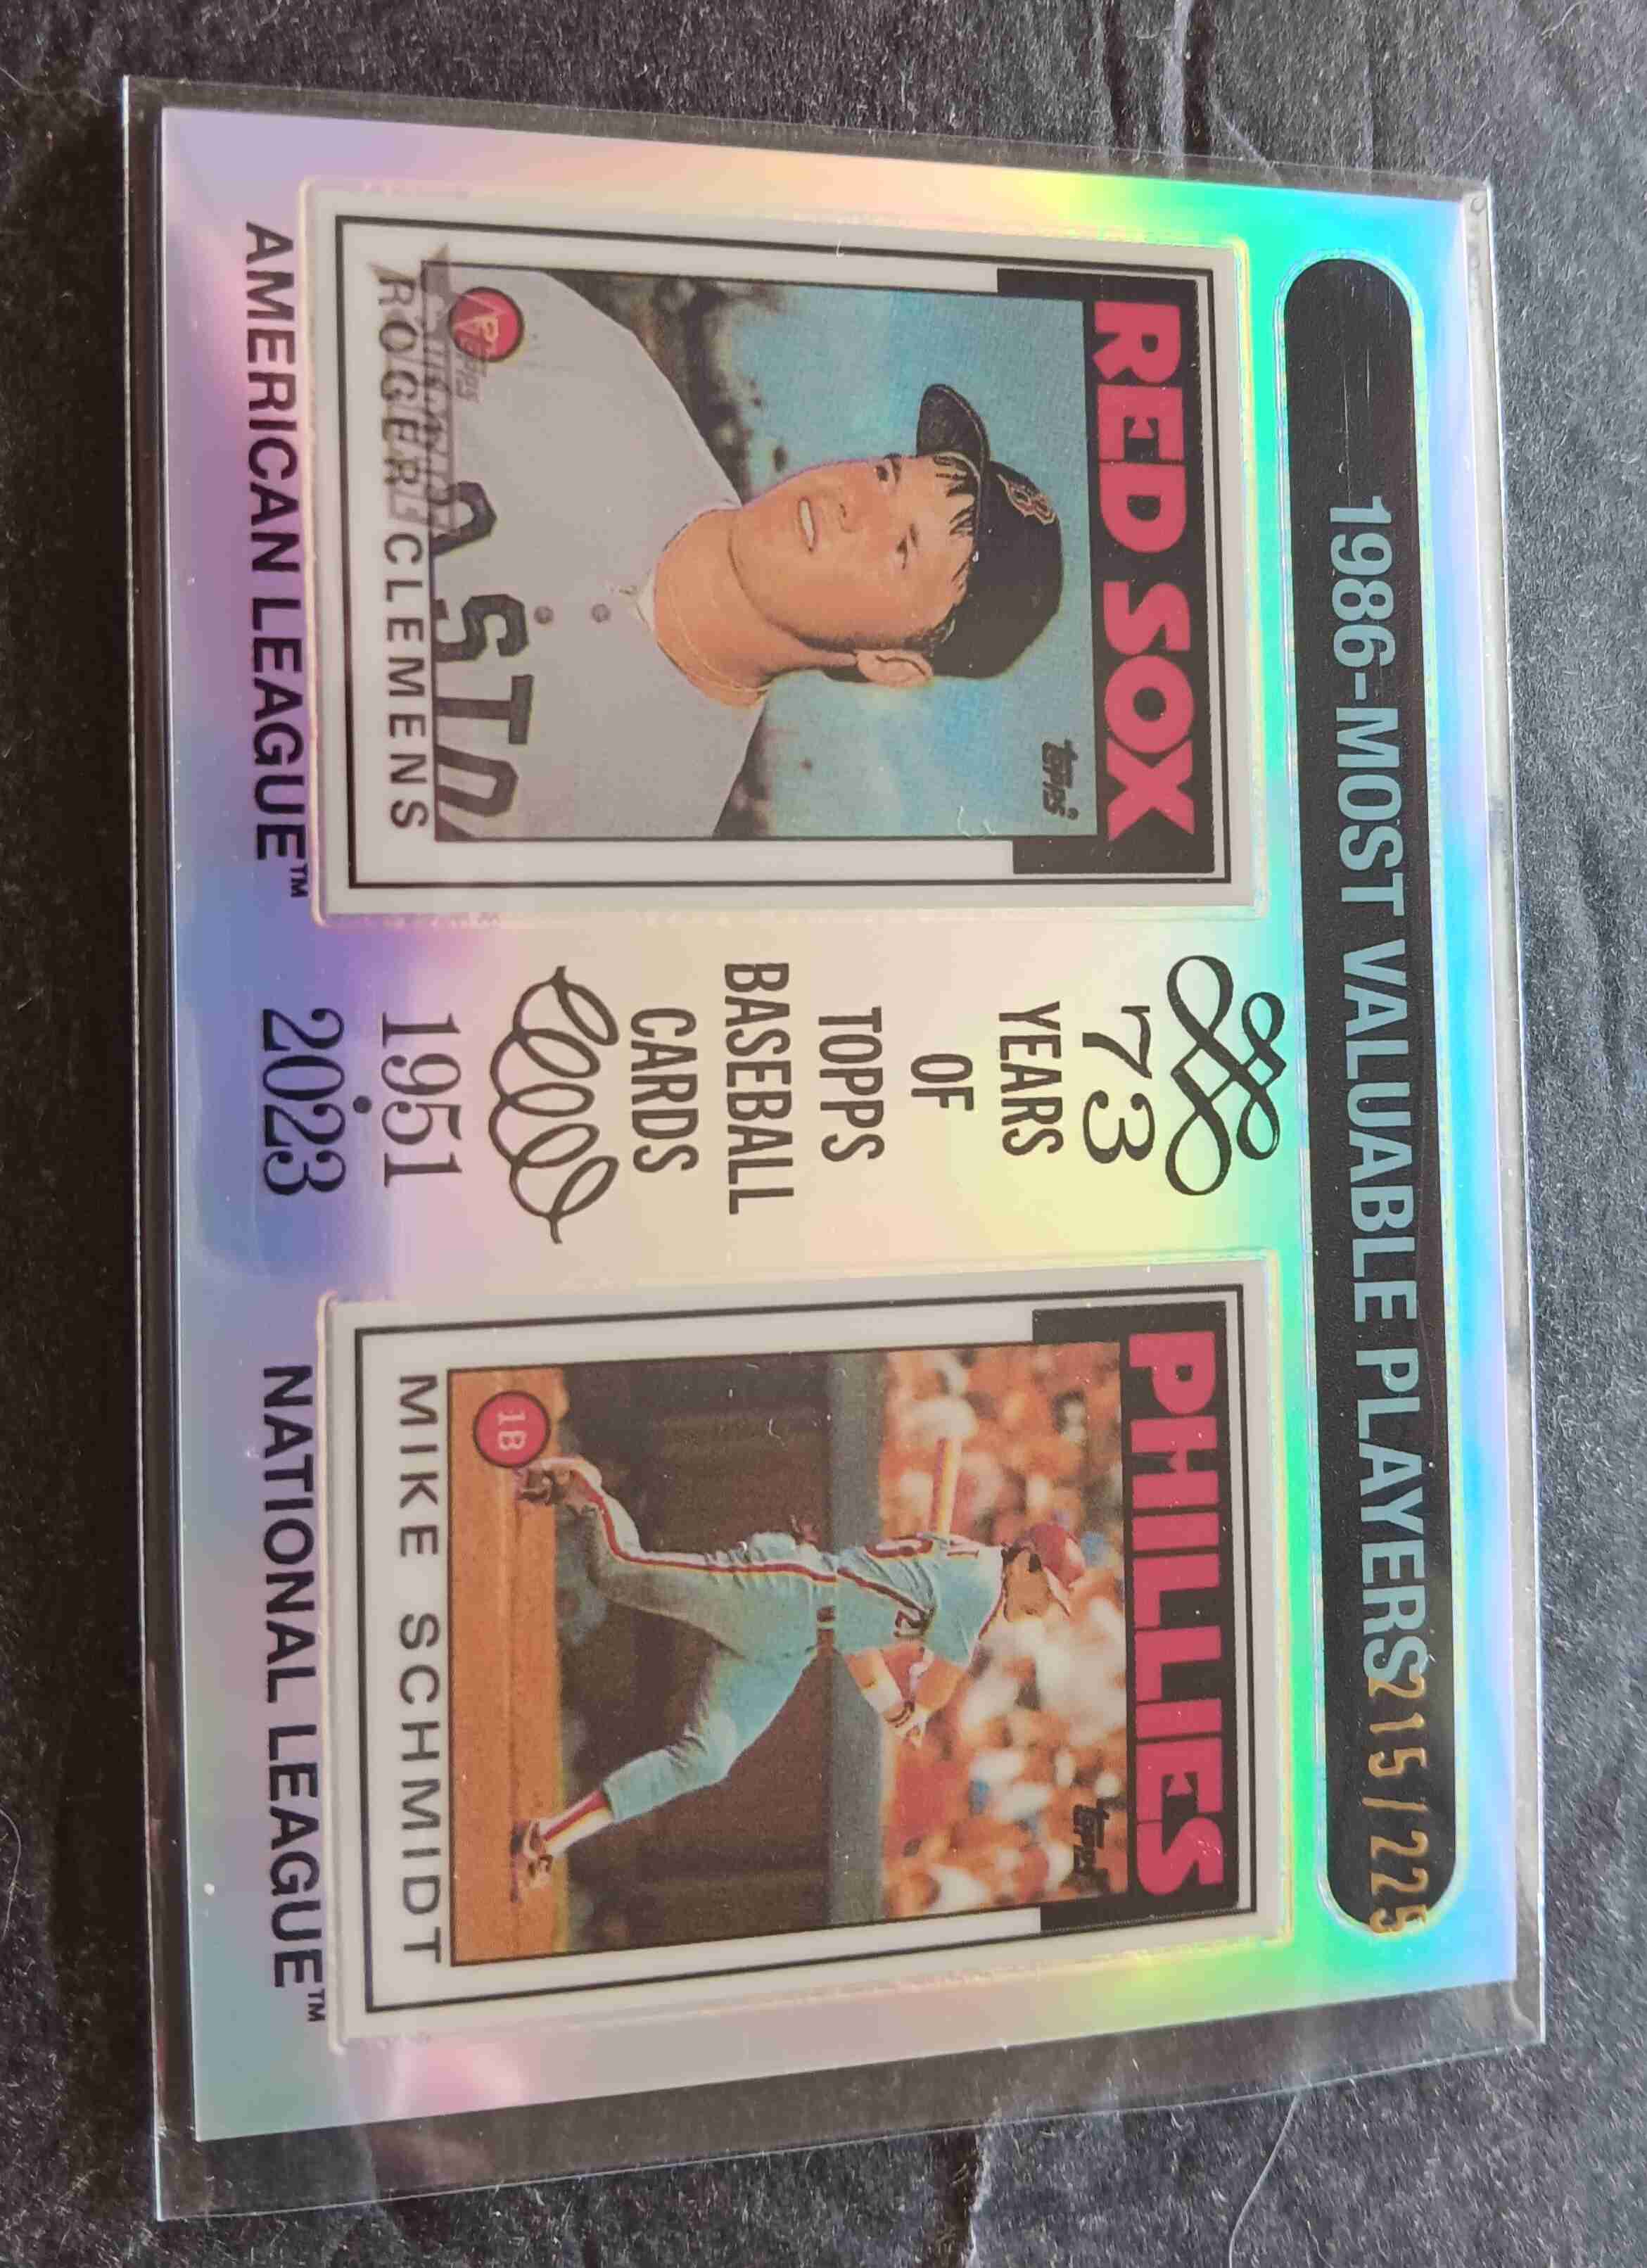 1986-MOST VALUABLE PLAYERS
215/225
RED SOX
topps
ROGER CLEMENS
AMERICAN LEAGUE™
73
YEARS
OF
TOPPS
BASEBALL
CARDS
1951
2023
PHILLIES
topps
1B
MIKE SCHMIDT
NATIONAL LEAGUE™